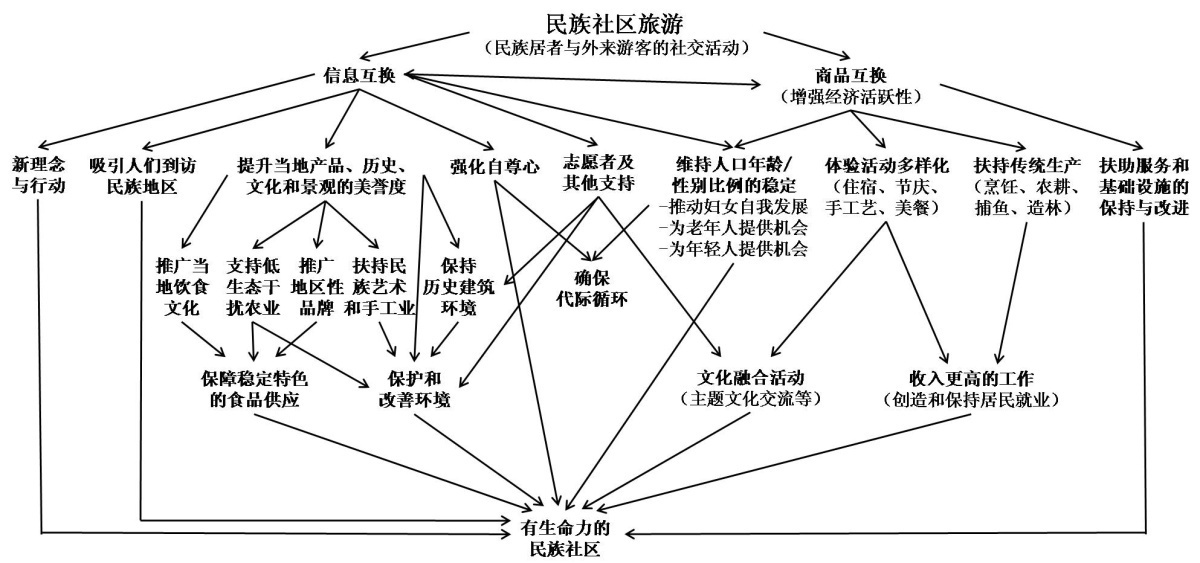 民族社区旅游
（民族居者与外来游客的社交活动）
信息互换
商品互换
（增强经济活跃性）
新理念
与行动
吸引人们到访
民族地区
提升当地产品、历史、
文化和景观的美誉度
强化自尊心
志愿者及
其他支持
维持人口年龄/
性别比例的稳定
-推动妇女自我发展
-为老年人提供机会
-为年轻人提供机会
体验活动多样化
（住宿、节庆、
手工艺、美餐）
扶持传统生产
（烹饪、农耕、
捕鱼、造林）
扶助服务和
基础设施的
保持与改进
推广当
地饮食
文化
支持低
生态干
扰农业
推广
地区性
品牌
扶持民
族艺术
和手工业
保持
历史建筑
环境
确保
代际循环
保障稳定特色
的食品供应
保护和
改善环境
文化融合活动
（主题文化交流等）
收入更高的工作
（创造和保持居民就业）
有生命力的
民族社区